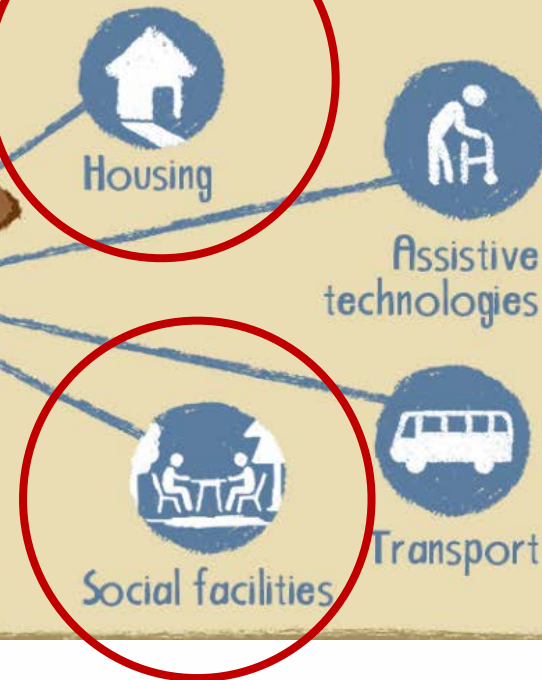 Housing
Assistive
technologies
Transport
Social facilities